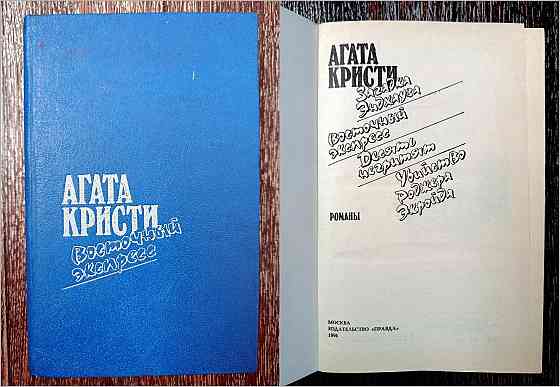 АГАТА
КРИСТИ
Восточный
экспресс
АГАТА
КРИСТИ
Загадка
Эндхауза
Восточный
экспресс
Десять
негритят
Убийство
Роджера
Экройда
РОМАНЫ
МОСКВА
ИЗДАТЕЛЬСТВО «ПРАВДА»